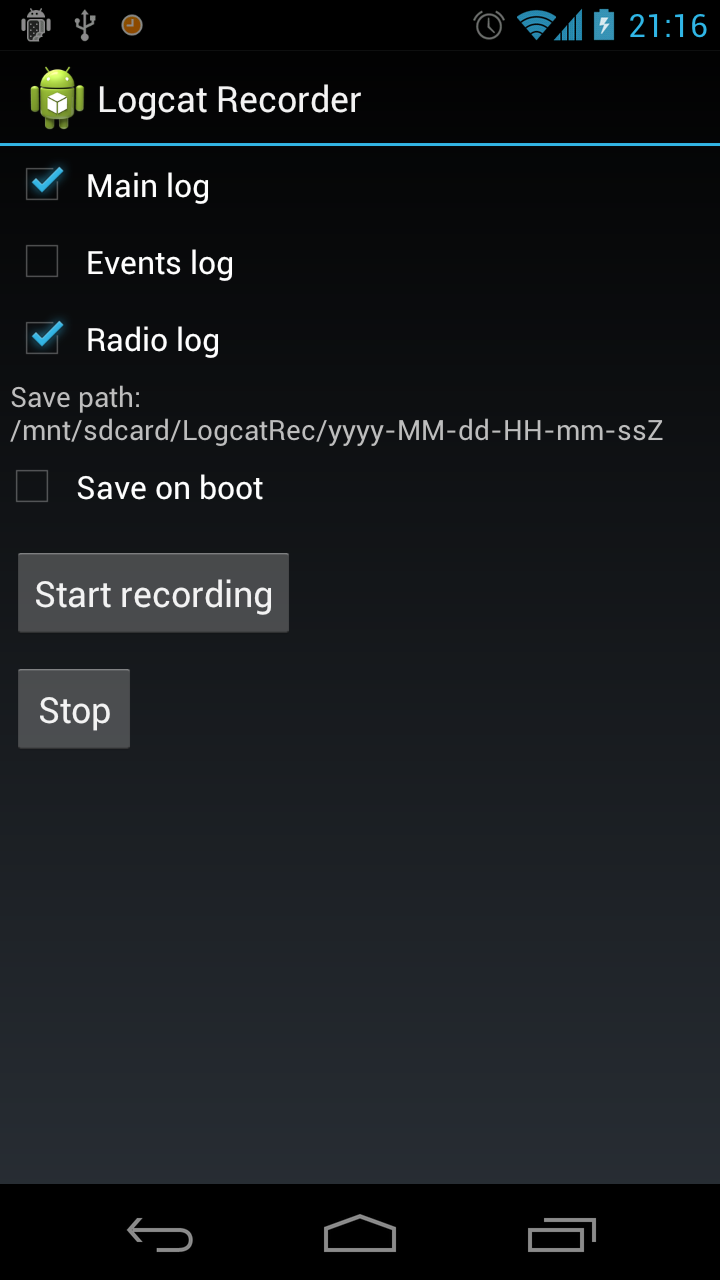 21:16
Logcat Recorder
Main log
Events log
Radio log
Save path:
/mnt/sdcard/LogcatRec/yyyy-MM-dd-HH-mm-ssZ
Save on boot
Start recording
Stop